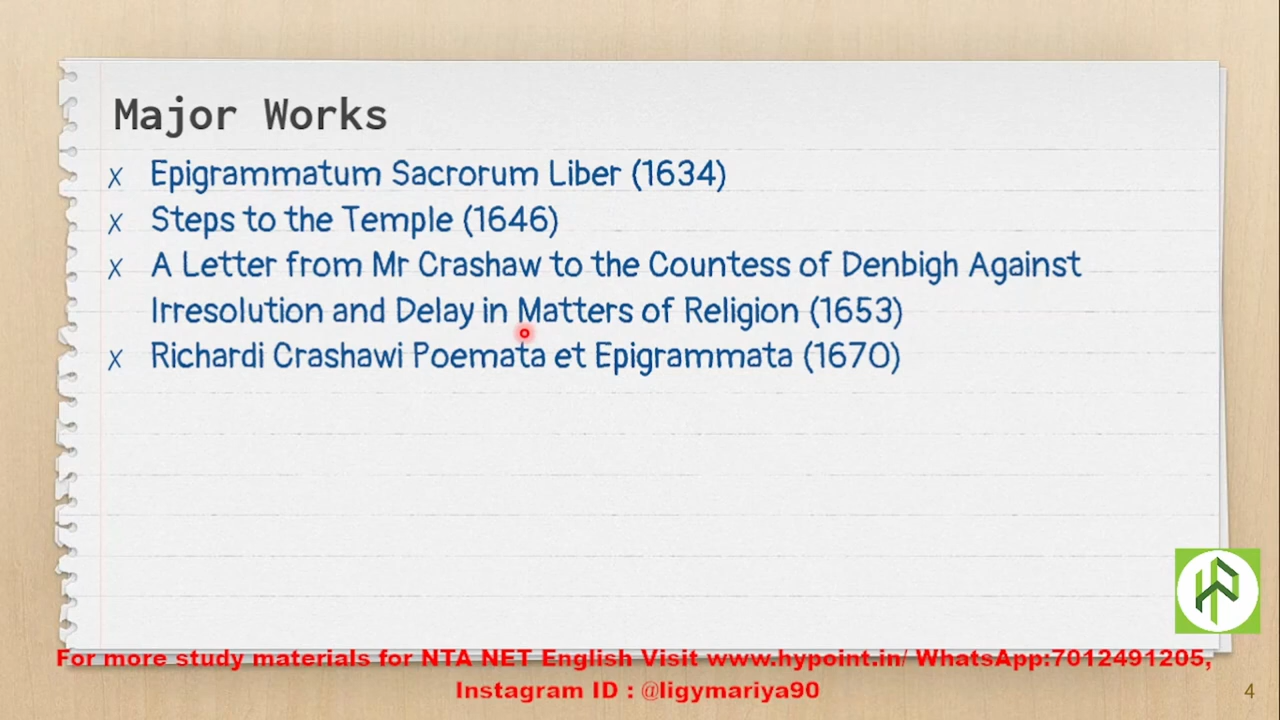 Major Works
x Epigrammatum Sacrorum Liber (1634)
x Steps to the Temple (1646)
x A Letter from Mr Crashaw to the Countess of Denbigh Against
Irresolution and Delay in Matters of Religion (1653)
x Richardi Crashawi Poemata et Epigrammata (1670)
For more study materials for NTA NET English Visit www.hypoint.in/ WhatsApp:7012491205,
Instagram ID : @ligymariya90
4